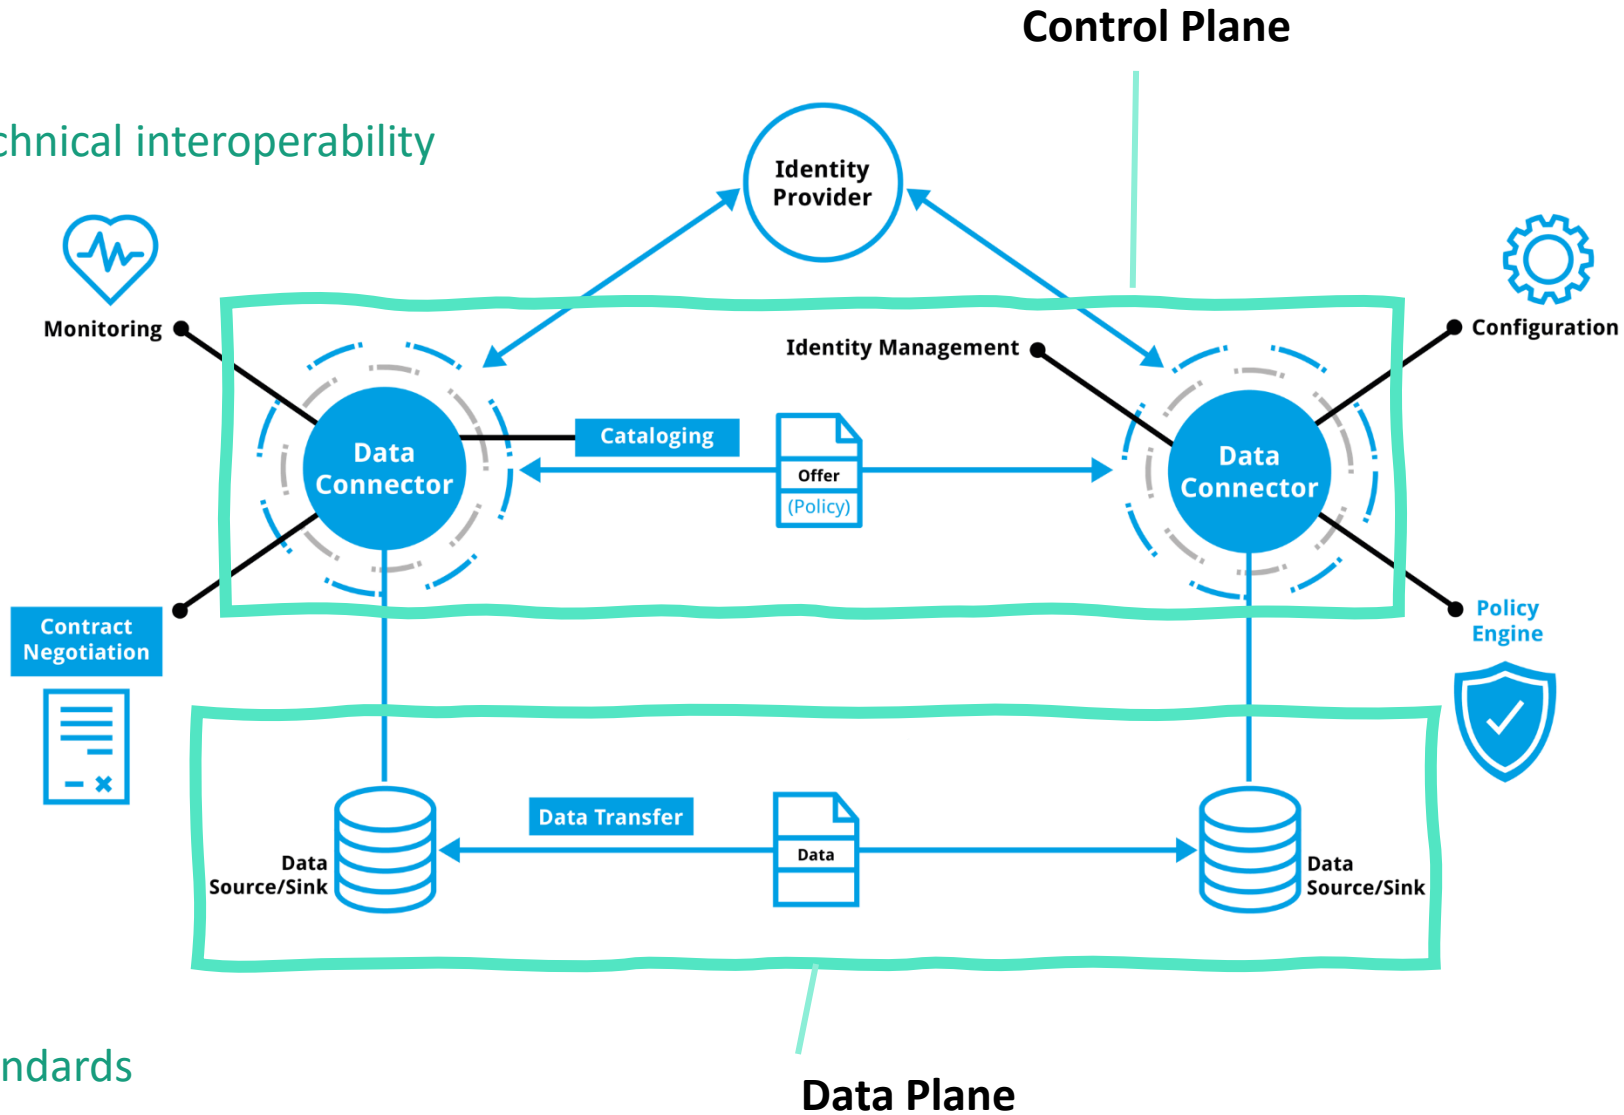 Control Plane
chnical interoperability
Identity
Provider
Monitoring
Configuration
Identity Management
Cataloging
Data
Connector
Offer
(Policy)
Data
Connector
Contract
Negotiation
Policy
Engine
Data Transfer
Data
Source/Sink
Data
Data
Source/Sink
ndards
Data Plane